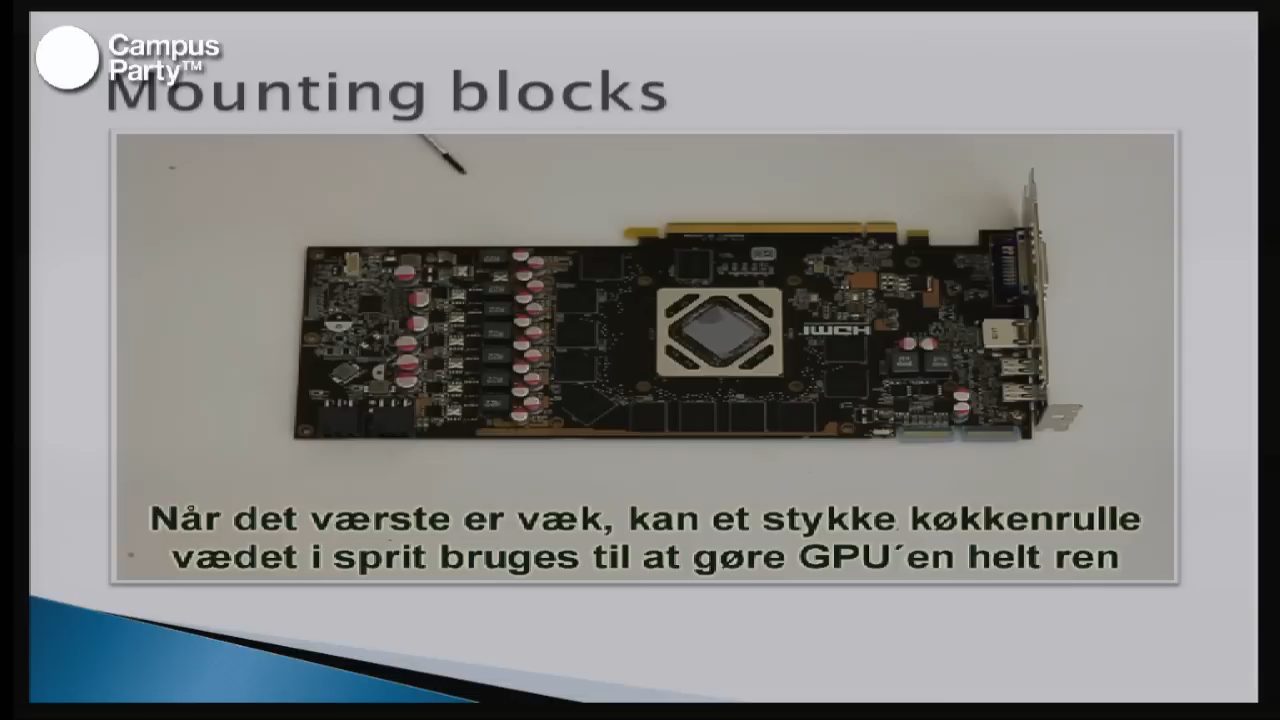 Campus
Party™
Mounting blocks
HDMI
Når det værste er væk, kan et stykke køkkenrulle
vædet i sprit bruges til at gøre GPU´en helt ren